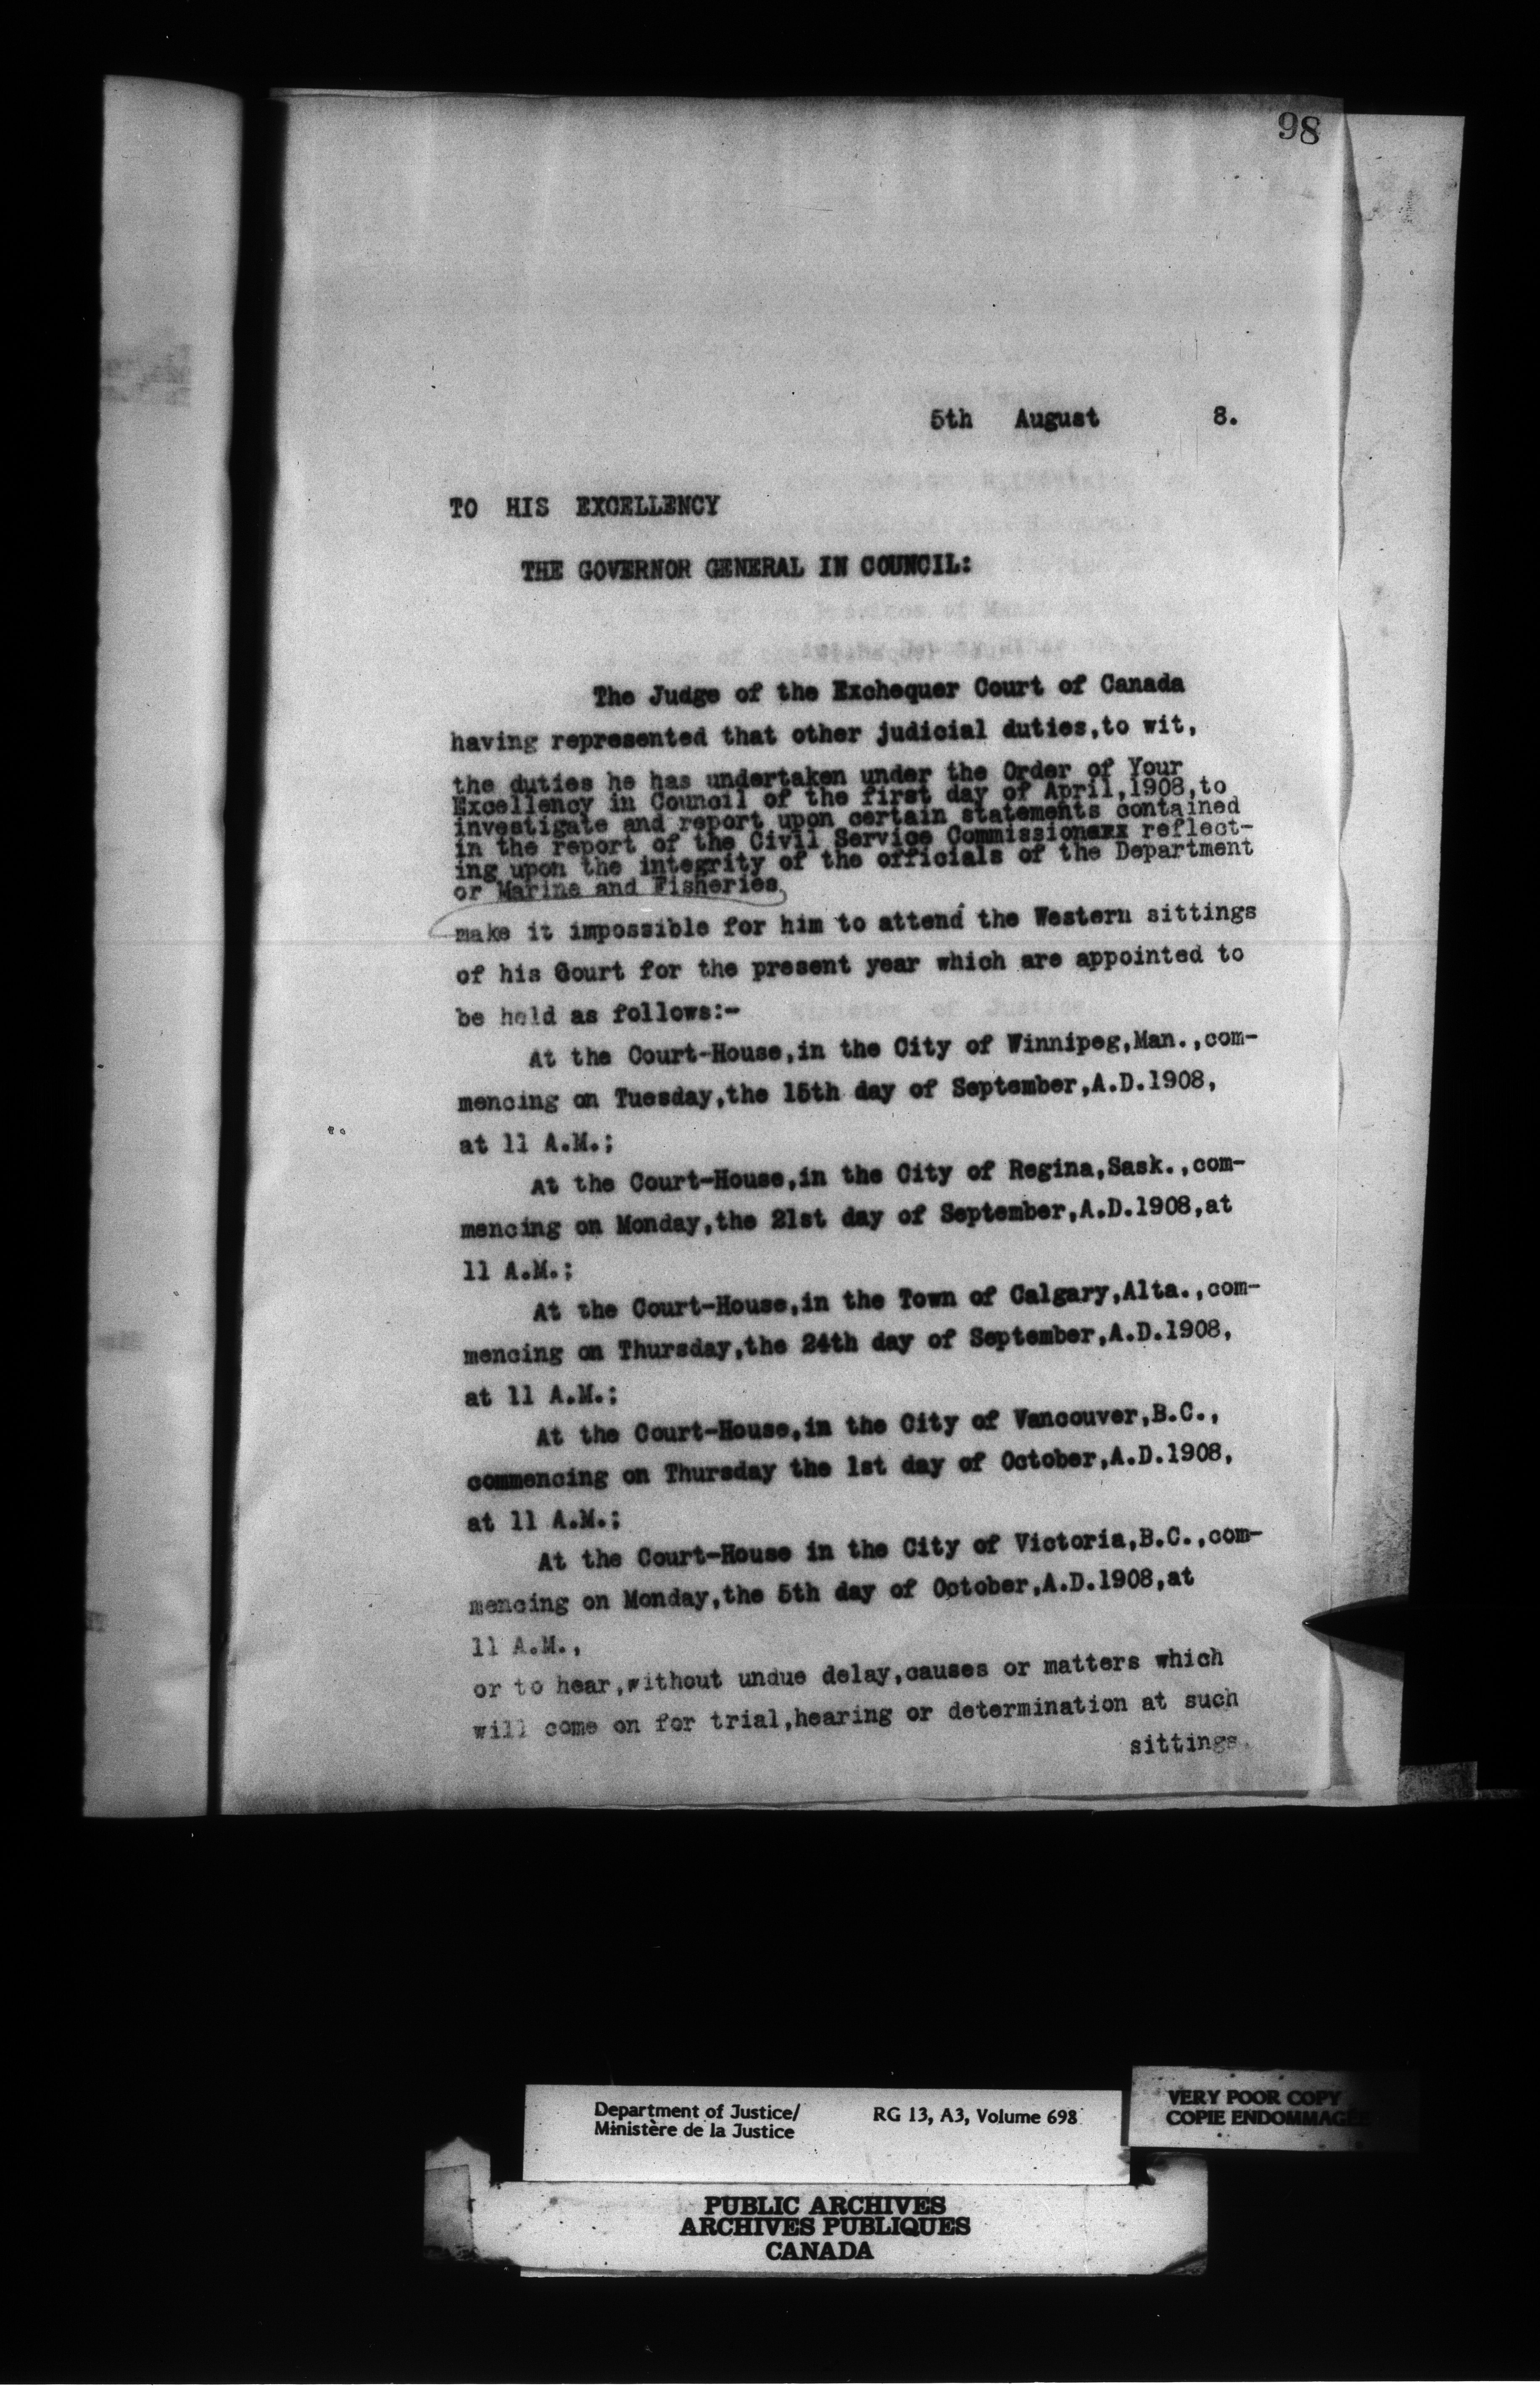 98
5th August 8.
TO HIS EXCELLENCY
THE GOVERNOR GENERAL IN COUNCIL:
The Judge of the Exchequer Court of Canada
having represented that other judicial duties,to wit,
the duties he has undertaken under the Order of Your
Excellency in Council of the first day of April,1908,to
investigate and report upon certain statements contained
in the report of the Civil Service Commissionerx reflect-
ing upon the integrity of the officials of the Department
or Marine and Fisheries,
make it impossible for him to attend the Western sittings
of his Court for the present year which are appointed to
be held as follows:-
At the Court-House,in the City of Winnipeg,Man.,com-
mencing on Tuesday,the 15th day of September,A.D.1908,
at 11 A.M.;
At the Court-House,in the City of Regina,Sask.,com-
mencing on Monday,the 21st day of September,A.D.1908,at
11 A.M.;
At the Court-House,in the Town of Calgary,Alta.,com-
mencing on Thursday,the 24th day of September,A.D.1908,
at 11 A.M.;
At the Court-House,in the City of Vancouver,B.C.,
commencing on Thursday the 1st day of October,A.D.1908,
at 11 A.M.;
At the Court-House in the City of Victoria,B.C.,com-
mencing on Monday,the 5th day of October,A.D.1908,at
11 A.M.,
or to hear,without undue delay,causes or matters which
will come on for trial,hearing or determination at such
sittings.
Department of Justice/
Ministère de la Justice
RG 13, A3, Volume 698
VERY POOR COPY
COPIE ENDOMMAGÉE
PUBLIC ARCHIVES
ARCHIVES PUBLIQUES
CANADA